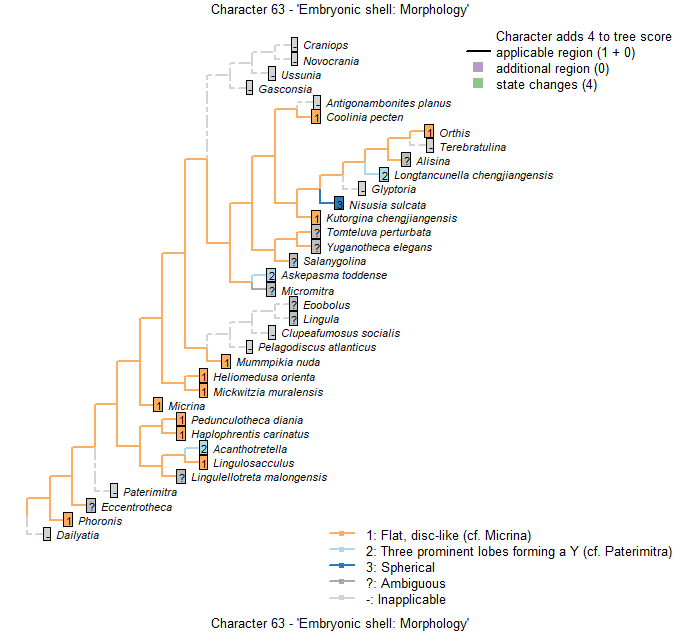 Character 63 - 'Embryonic shell: Morphology'
Character adds 4 to tree score
applicable region (1 + 0)
additional region (0)
state changes (4)
- Craniops
- Novocrania
- Ussunia
- Gasconsia
- Antigonambonites planus
1 Coolinia pecten
1 Orthis
- Terebratulina
? Alisina
2 Longtancunella chengjiangensis
- Glyptoria
3 Nisusia sulcata
1 Kutorgina chengjiangensis
? Tomteluva perturbata
? Yuganotheca elegans
? Salanygolina
2 Askepasma toddense
? Micromitra
? Eoobolus
? Lingula
- Clupeafumosus socialis
- Pelagodiscus atlanticus
1 Mummpikia nuda
1 Heliomedusa orienta
1 Mickwitzia muralensis
1 Micrina
1 Pedunculotheca diania
1 Haplophrentis carinatus
2 Acanthotretella
1 Lingulosacculus
? Lingulellotreta malongensis
- Paterimitra
? Eccentrotheca
1 Phoronis
- Dailyatia
1: Flat, disc-like (cf. Micrina)
2: Three prominent lobes forming a Y (cf. Paterimitra)
3: Spherical
?: Ambiguous
-: Inapplicable
Character 63 - 'Embryonic shell: Morphology'